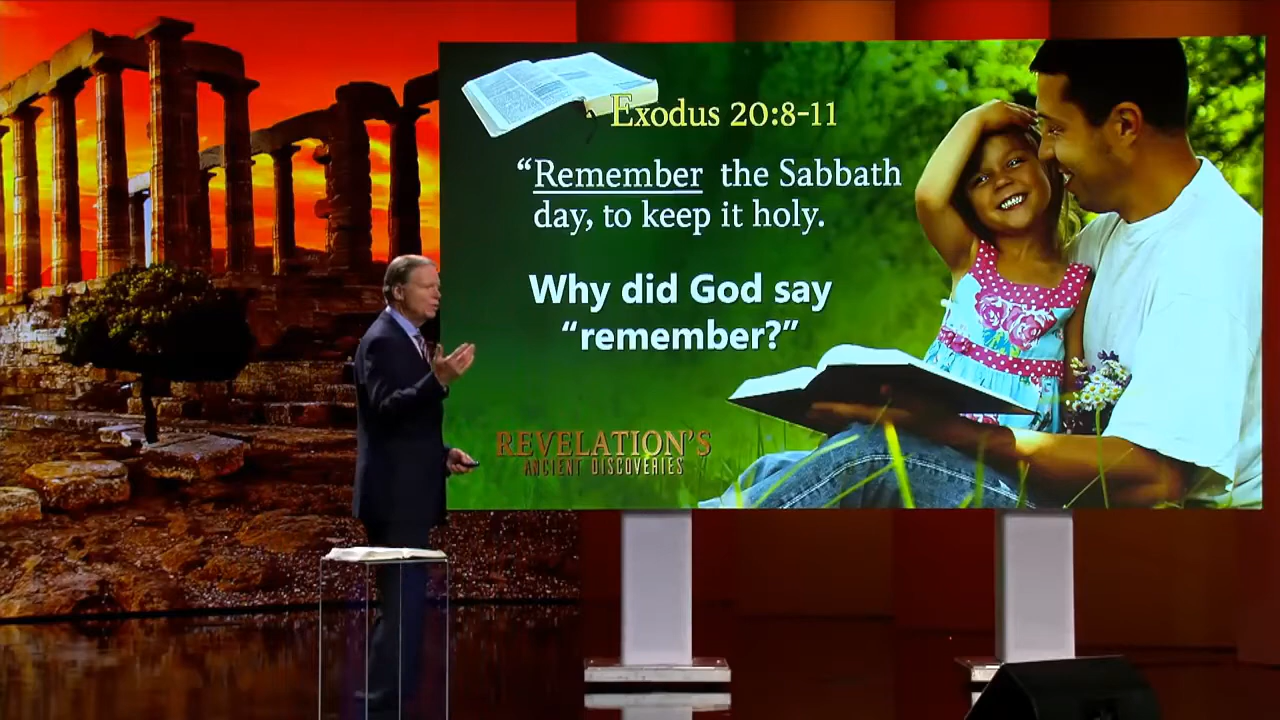 Exodus 20:8-11
“Remember the Sabbath
day, to keep it holy.
Why did God say
“remember?”
REVELATION'S
ANCIENT DISCOVERIES